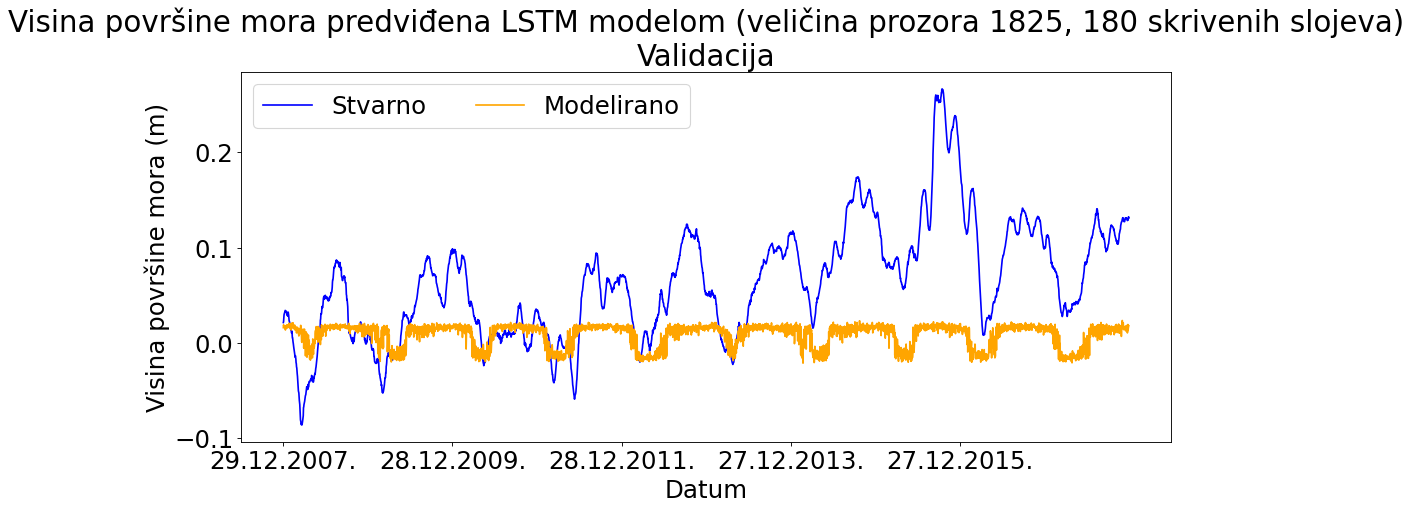 Visina površine mora predviđena LSTM modelom (veličina prozora 1825, 180 skrivenih slojeva)
Validacija
Stvarno
Modelirano
Visina površine mora (m)
0.2
0.1
0.0
−0.1
29.12.2007.
28.12.2009.
28.12.2011.
27.12.2013.
27.12.2015.
Datum